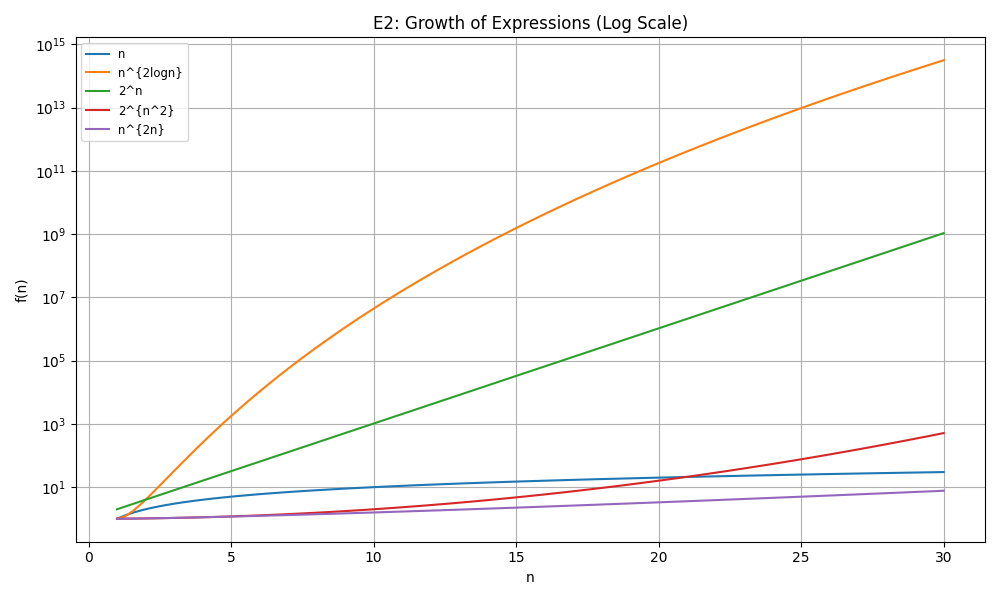 E2: Growth of Expressions (Log Scale)
n
n^{2logn}
2^n
2^{n^2}
n^{2n}
10^15
10^13
10^11
10^9
10^7
10^5
10^3
10^1
f(n)
0 5 10 15 20 25 30
n